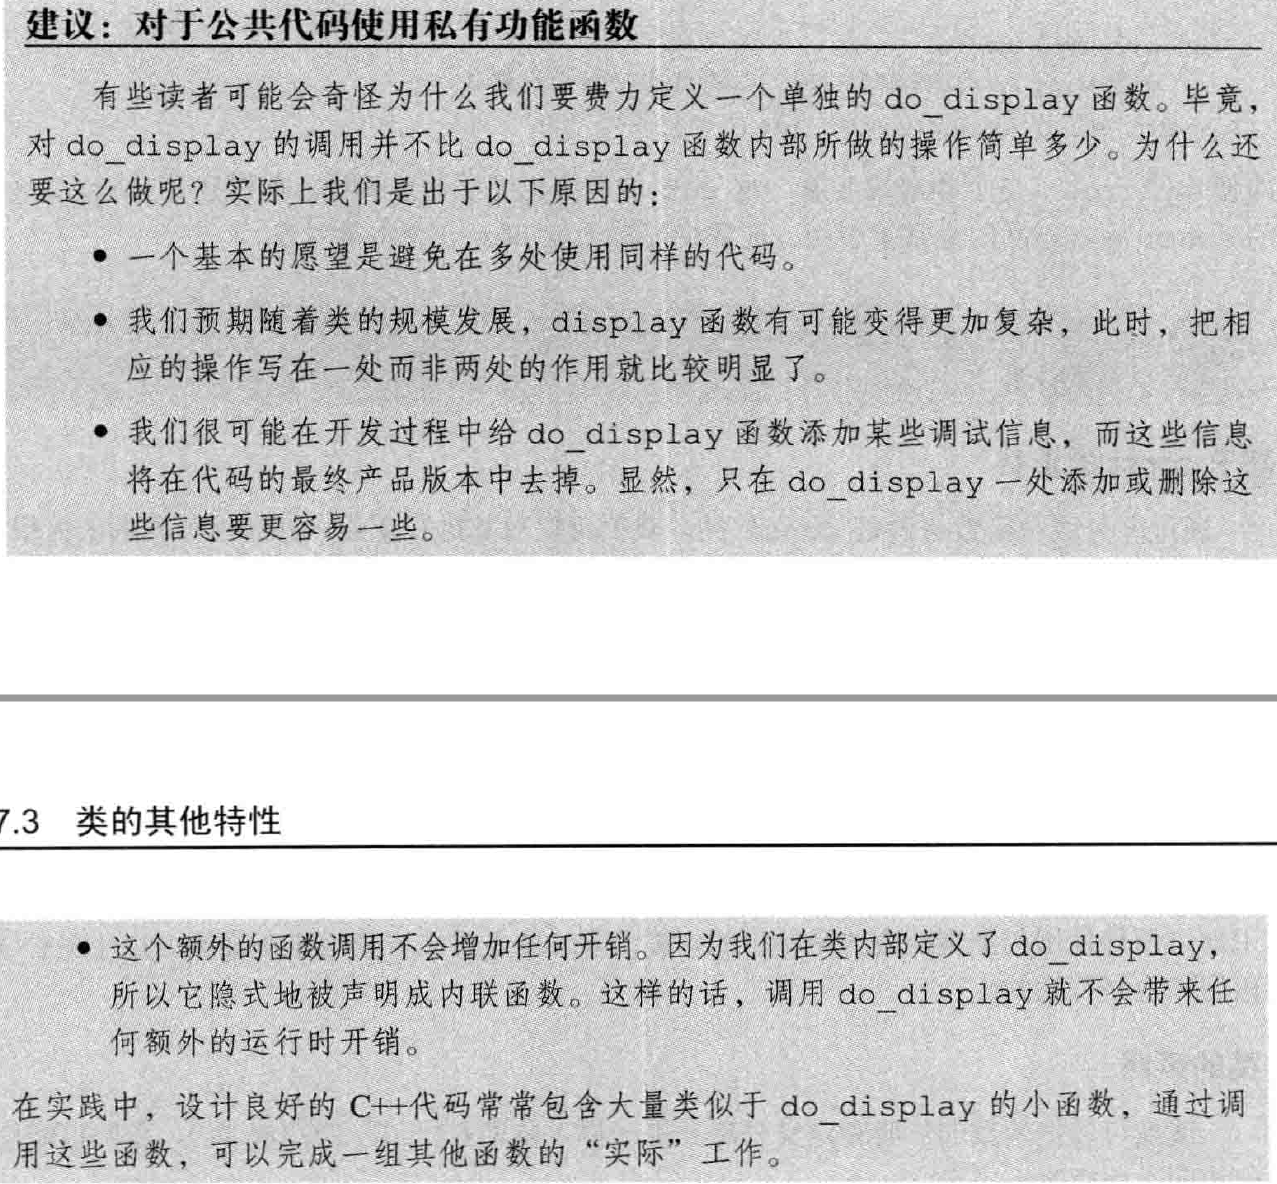 建议：对于公共代码使用私有功能函数
有些读者可能会奇怪为什么我们要费力定义一个单独的 do_display 函数。毕竟，
对 do_display 的调用并不比 do_display 函数内部所做的操作简单多少。为什么还
要这么做呢？实际上我们是出于以下原因的：
● 一个基本的愿望是避免在多处使用同样的代码。
● 我们预期随着类的规模发展，display 函数有可能变得更加复杂，此时，把相
应的操作写在一处而非两处的作用就比较明显了。
● 我们很可能在开发过程中给 do_display 函数添加某些调试信息，而这些信息
将在代码的最终产品版本中去掉。显然，只在 do_display 一处添加或删除这
些信息要更容易一些。
7.3 类的其他特性
● 这个额外的函数调用不会增加任何开销。因为我们在类内部定义了 do_display，
所以它隐式地被声明成内联函数。这样的话，调用 do_display 就不会带来任
何额外的运行时开销。
在实践中，设计良好的 C++代码常常包含大量类似于 do_display 的小函数，通过调
用这些函数，可以完成一组其他函数的“实际”工作。